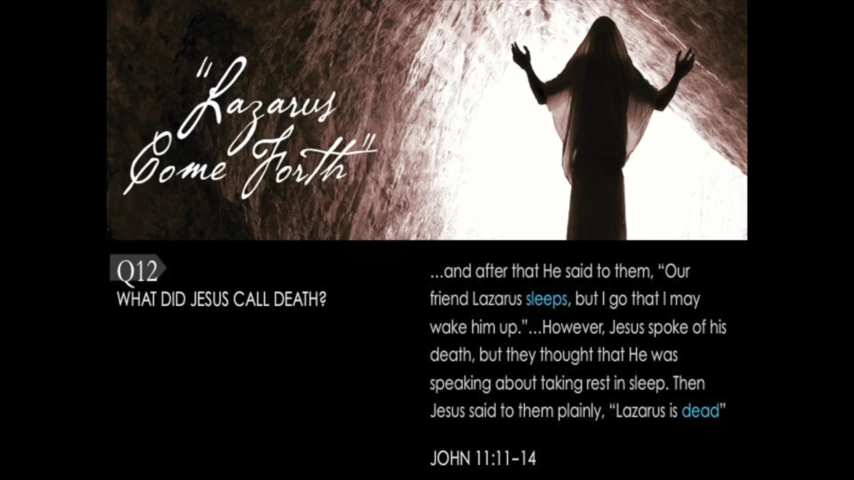 "Lazarus
Come Forth"
Q12
WHAT DID JESUS CALL DEATH?
...and after that He said to them, “Our
friend Lazarus sleeps, but I go that I may
wake him up.”...However, Jesus spoke of his
death, but they thought that He was
speaking about taking rest in sleep. Then
Jesus said to them plainly, “Lazarus is dead”
JOHN 11:11–14